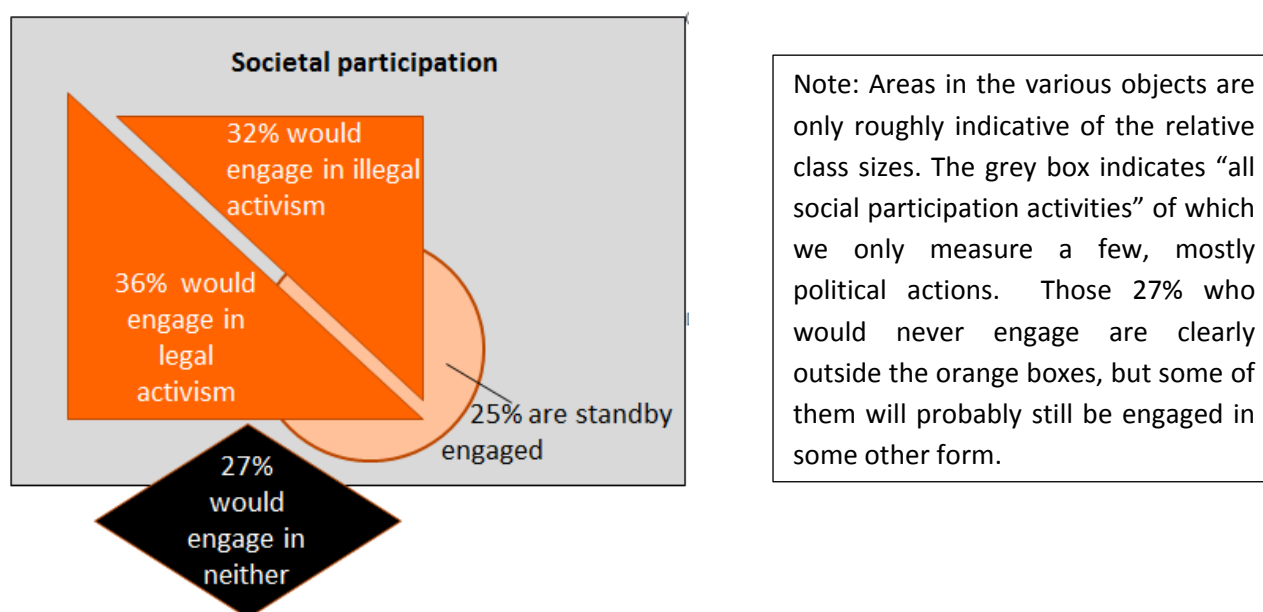 Societal participation
32% would
engage in illegal
activism
36% would
engage in
legal
activism
25% are standby
engaged
27%
would
engage in
neither
Note: Areas in the various objects are
only roughly indicative of the relative
class sizes. The grey box indicates “all
social participation activities” of which
we only measure a few, mostly
political actions. Those 27% who
would never engage are clearly
outside the orange boxes, but some of
them will probably still be engaged in
some other form.